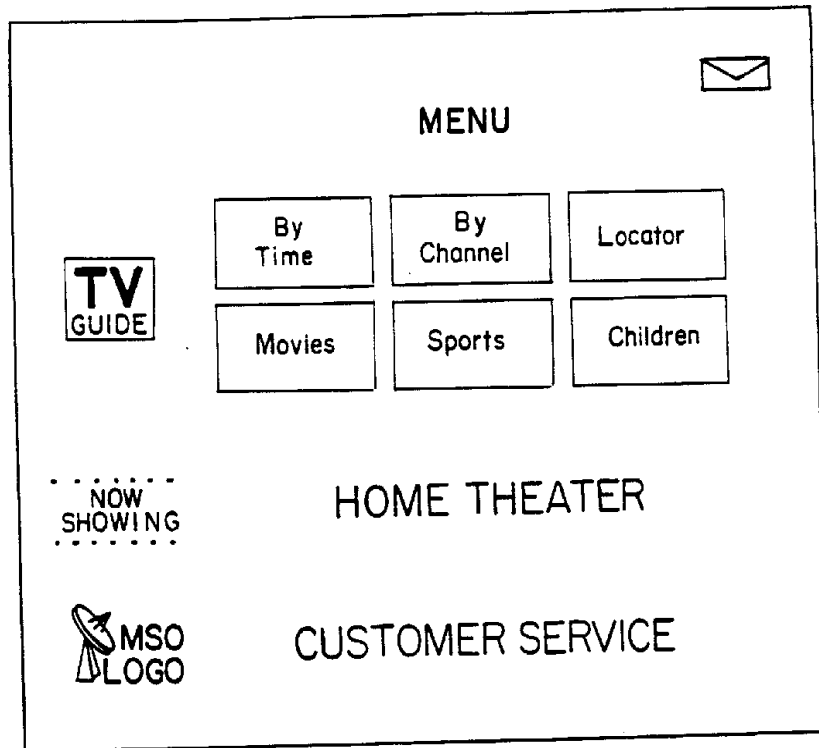 MENU
By
Time
By
Channel
Locator
TV
GUIDE
Movies
Sports
Children
NOW
SHOWING
HOME THEATER
MSO
LOGO
CUSTOMER SERVICE